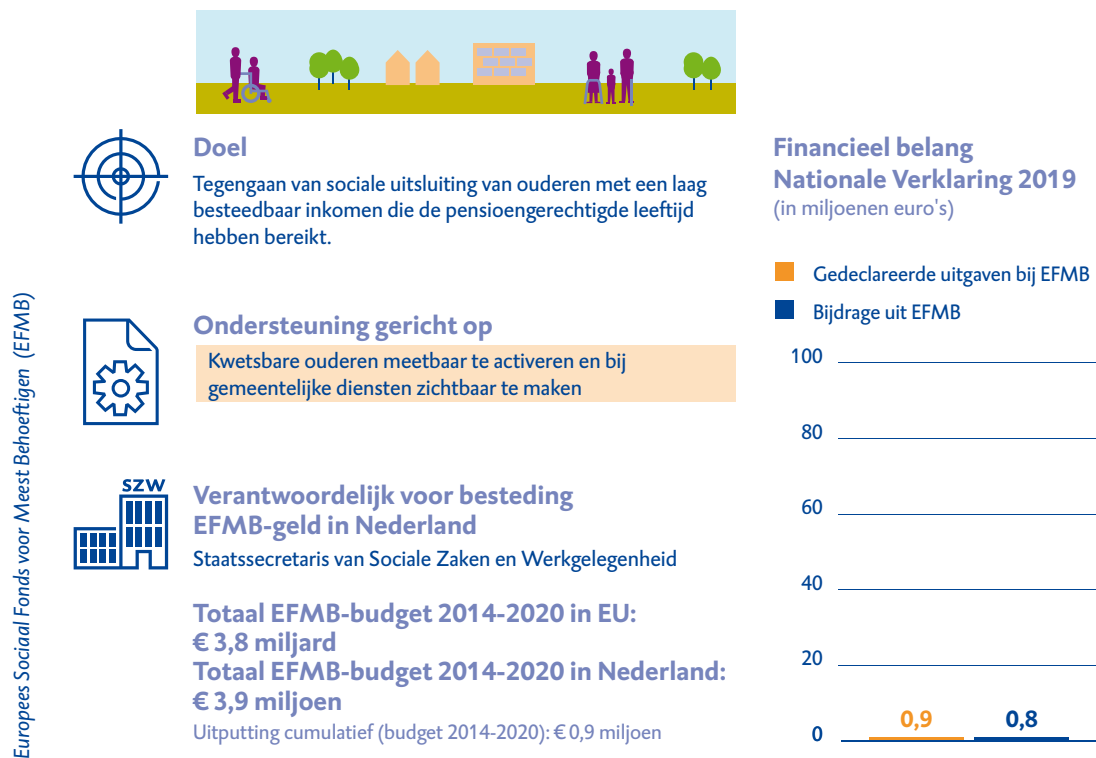 Europees Sociaal Fonds voor Meest Behoeftigen (EFMB)
Doel
Tegengaan van sociale uitsluiting van ouderen met een laag
besteedbaar inkomen die de pensioengerechtigde leeftijd
hebben bereikt.
Ondersteuning gericht op
Kwetsbare ouderen meetbaar te activeren en bij
gemeentelijke diensten zichtbaar te maken
SZW
Verantwoordelijk voor besteding
EFMB-geld in Nederland
Staatssecretaris van Sociale Zaken en Werkgelegenheid
Totaal EFMB-budget 2014-2020 in EU:
€ 3,8 miljard
Totaal EFMB-budget 2014-2020 in Nederland:
€ 3,9 miljoen
Uitputting cumulatief (budget 2014-2020): € 0,9 miljoen
Financieel belang
Nationale Verklaring 2019
(in miljoenen euro's)
Gedeclareerde uitgaven bij EFMB
Bijdrage uit EFMB
100
80
60
40
20
0
0,9
0,8